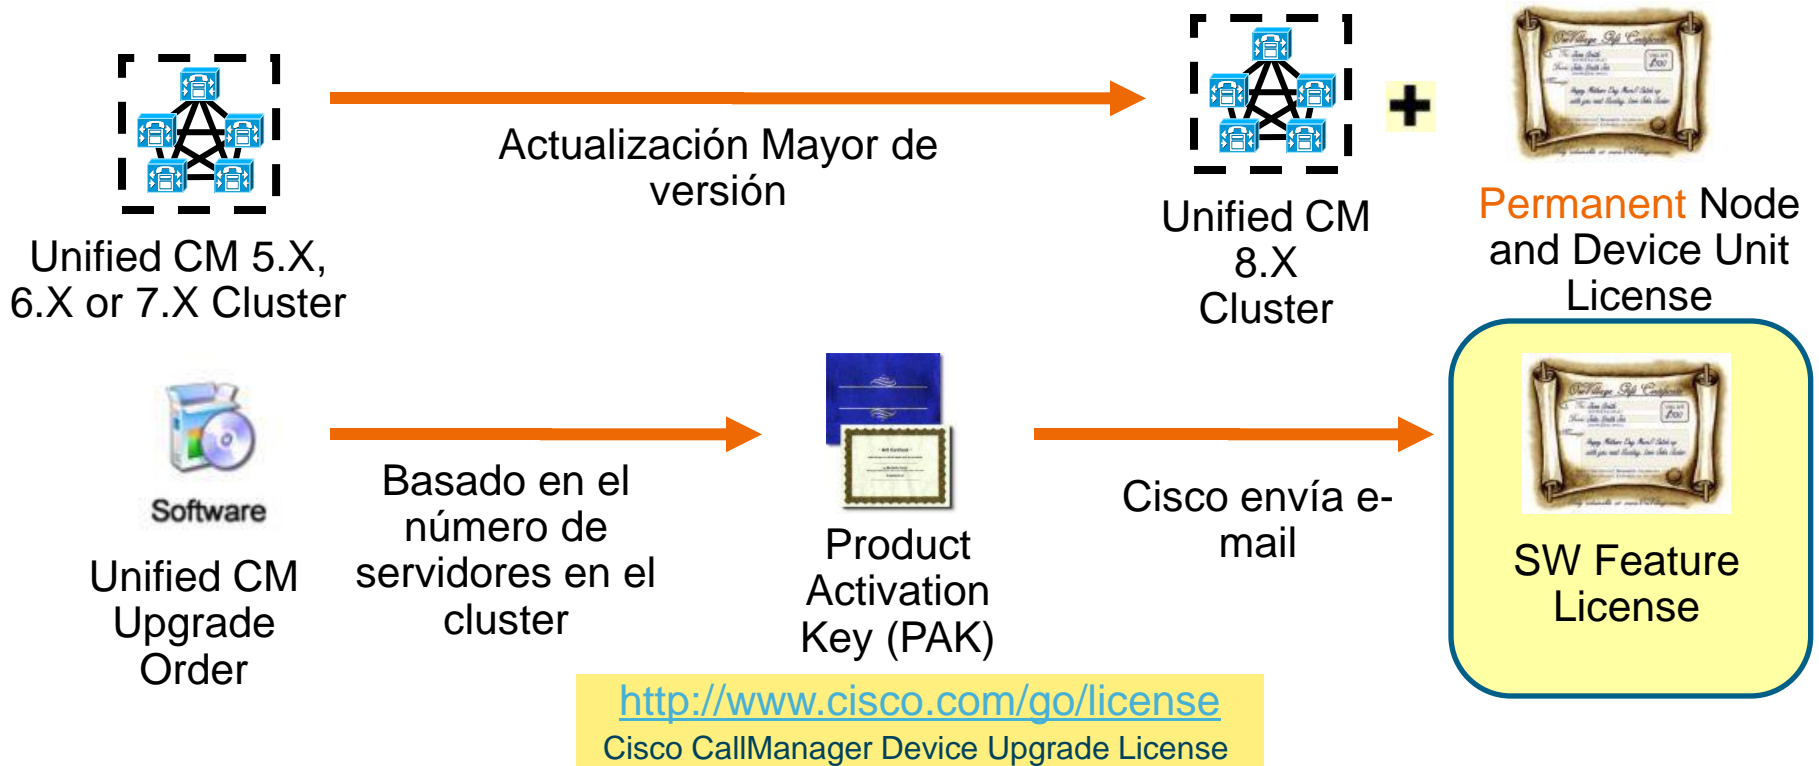 Actualización Mayor de
versión
Unified CM 5.X,
6.X or 7.X Cluster
Unified CM
8.X
Cluster
Permanent Node
and Device Unit
License
Software
Unified CM
Upgrade
Order
Basado en el
número de
servidores en el
cluster
Product
Activation
Key (PAK)
Cisco envía e-
mail
SW Feature
License
http://www.cisco.com/go/license
Cisco CallManager Device Upgrade License